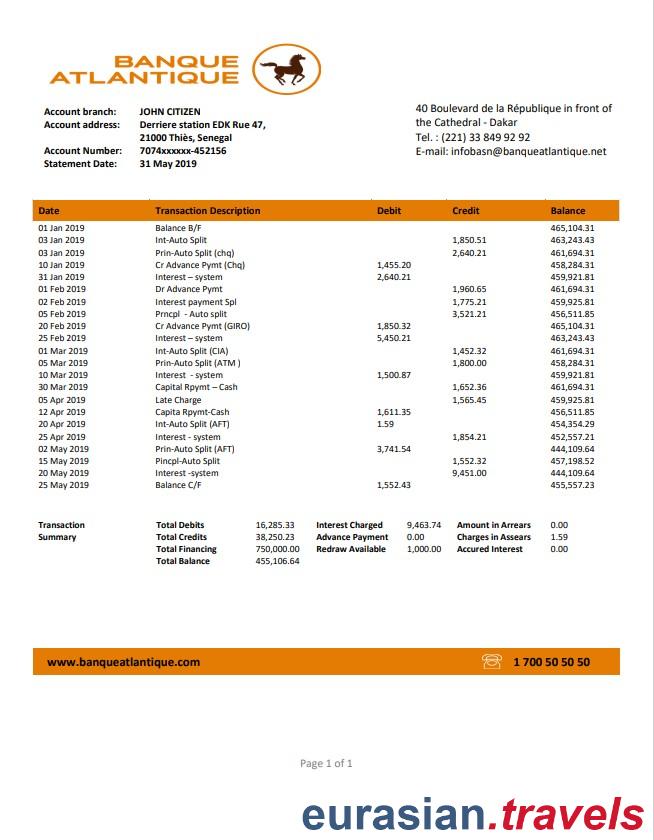 BANQUE
ATLANTIQUE
Account branch: JOHN CITIZEN
Account address: Derriere station EDK Rue 47,
21000 Thiès, Senegal
Account Number: 7074xxxxxx-452156
Statement Date: 31 May 2019
40 Boulevard de la République in front of
the Cathedral - Dakar
Tel. : (221) 33 849 92 92
E-mail: infobasn@banqueatlantique.net
Date Transaction Description Debit Credit Balance
01 Jan 2019 Balance B/F 465,104.31
03 Jan 2019 Int-Auto Split 1,850.51 463,243.43
03 Jan 2019 Prin-Auto Split (chq) 2,640.21 461,694.31
10 Jan 2019 Cr Advance Pymt (Chq) 1,455.20 458,284.31
31 Jan 2019 Interest – system 2,640.21 459,921.81
01 Feb 2019 Dr Advance Pymt 1,960.65 461,694.31
02 Feb 2019 Interest payment Spl 1,775.21 459,925.81
05 Feb 2019 Prncpl - Auto split 3,521.21 456,511.85
20 Feb 2019 Cr Advance Pymt (GIRO) 1,850.32 465,104.31
25 Feb 2019 Interest – system 5,450.21 463,243.43
01 Mar 2019 Int-Auto Split (CIA) 1,452.32 461,694.31
05 Mar 2019 Prin-Auto Split (ATM ) 1,800.00 458,284.31
10 Mar 2019 Interest - system 1,500.87 459,921.81
30 Mar 2019 Capital Rpymt – Cash 1,652.36 461,694.31
05 Apr 2019 Late Charge 1,565.45 459,925.81
12 Apr 2019 Capita Rpymt-Cash 1,611.35 456,511.85
20 Apr 2019 Int-Auto Split (AFT) 1.59 454,354.29
25 Apr 2019 Interest - system 1,854.21 452,557.21
02 May 2019 Prin-Auto Split (AFT) 3,741.54 444,109.64
15 May 2019 Pincpl-Auto Split 1,552.32 457,198.52
20 May 2019 Interest -system 9,451.00 444,109.64
25 May 2019 Balance C/F 1,552.43 455,557.23
Transaction Total Debits 16,285.33 Interest Charged 9,463.74 Amount in Arrears 0.00
Summary Total Credits 38,250.23 Advance Payment 0.00 Charges in Assears 1.59
Total Financing 750,000.00 Redraw Available 1,000.00 Accured Interest 0.00
Total Balance 455,106.64
www.banqueatlantique.com 1 700 50 50 50
Page 1 of 1
eurasian.travels